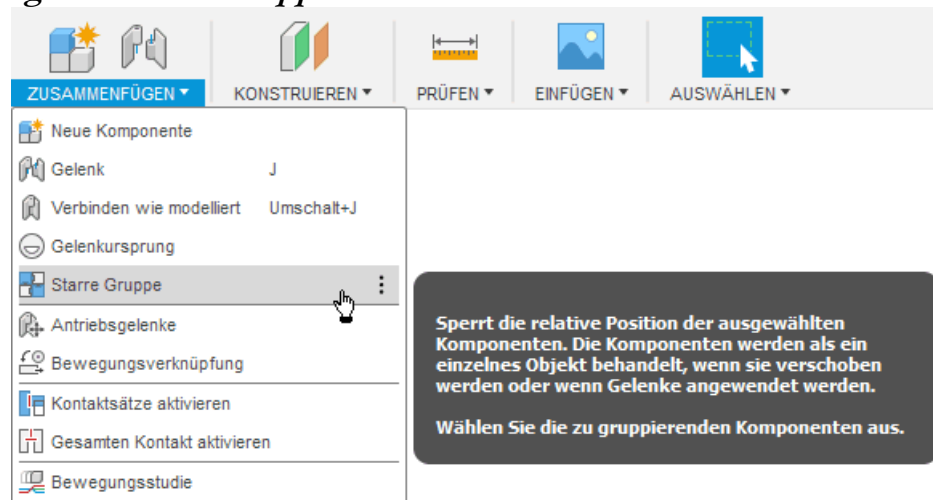 ZUSAMMENFÜGEN KONSTRUIEREN PRÜFEN EINFÜGEN AUSWÄHLEN
Neue Komponente
Gelenk J
Verbinden wie modelliert Umschalt+J
Gelenkursprung
Starre Gruppe
Antriebsgelenke
Bewegungsverknüpfung
Kontaktsätze aktivieren
Gesamten Kontakt aktivieren
Bewegungsstudie
Sperrt die relative Position der ausgewählten
Komponenten. Die Komponenten werden als ein
einzelnes Objekt behandelt, wenn sie verschoben
werden oder wenn Gelenke angewendet werden.
Wählen Sie die zu gruppierenden Komponenten aus.